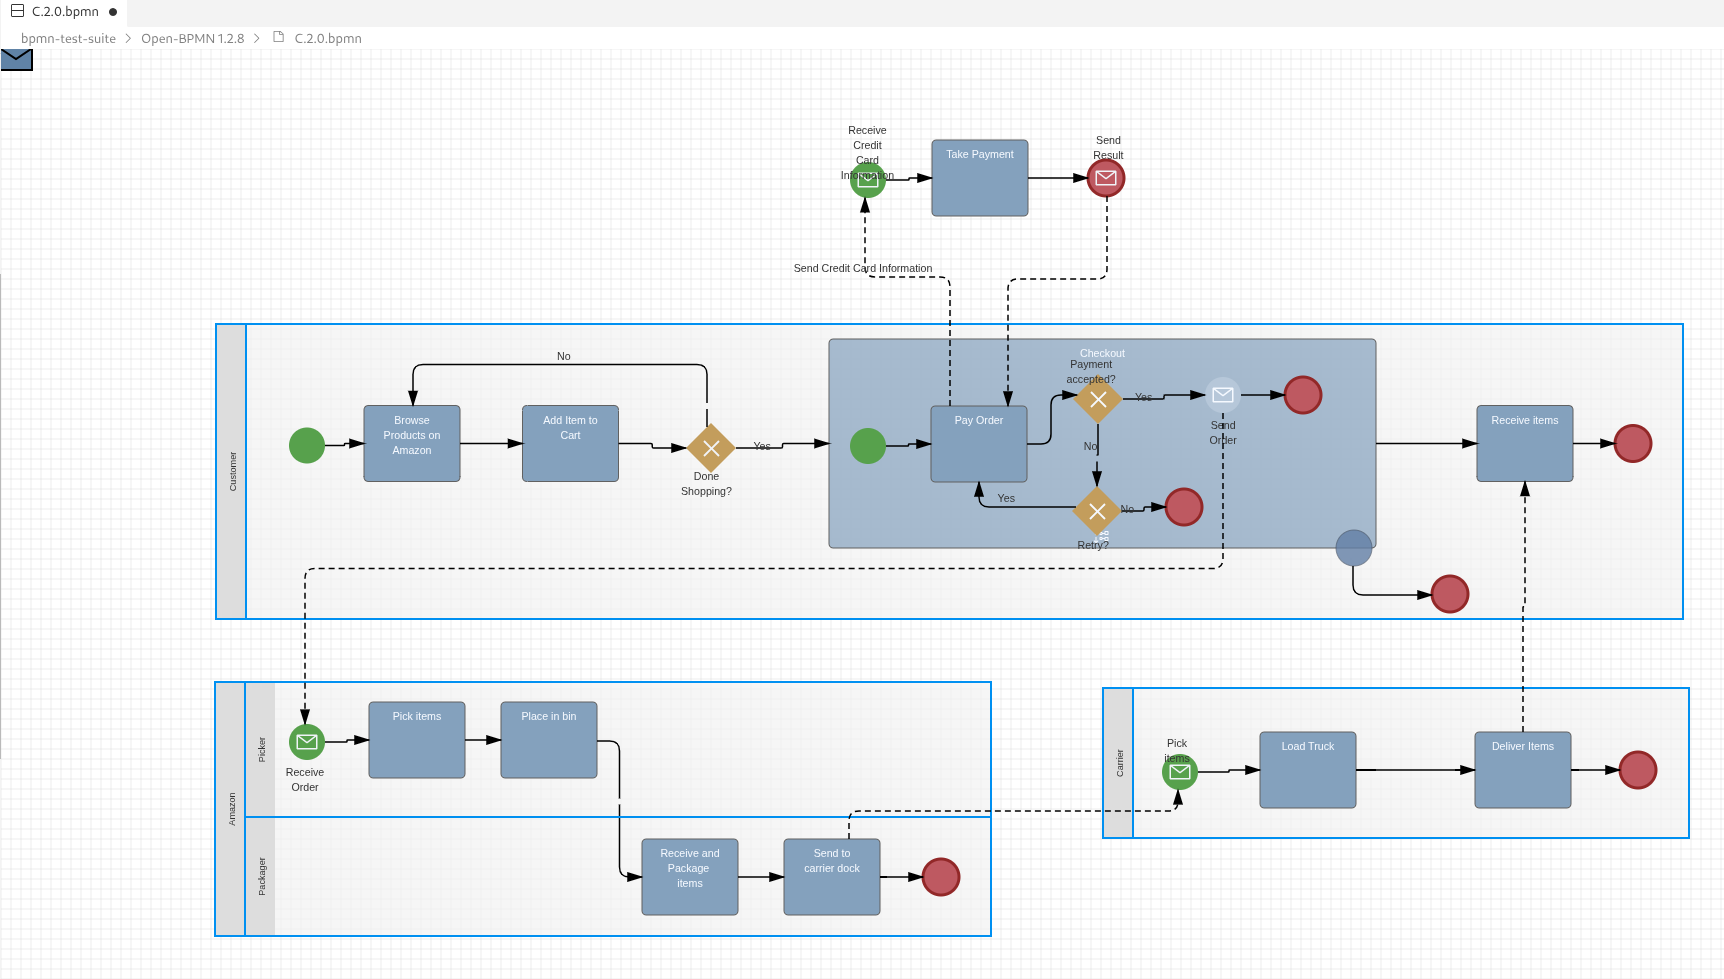 C.2.0.bpmn
bpmn-test-suite
Open-BPMN 1.2.8
C.2.0.bpmn
Receive
Credit
Card
Information
Take Payment
Send
Result
Send Credit Card Information
Customer
No
Browse
Products on
Amazon
Add Item to
Cart
Done
Shopping?
Yes
Checkout
Pay Order
Payment
accepted?
Yes
Send
Order
No
Yes
No
Retry?
Receive items
Amazon
Picker
Receive
Order
Pick items
Place in bin
Packager
Receive and
Package
items
Send to
carrier dock
Carrier
Pick
items
Load Truck
Deliver Items